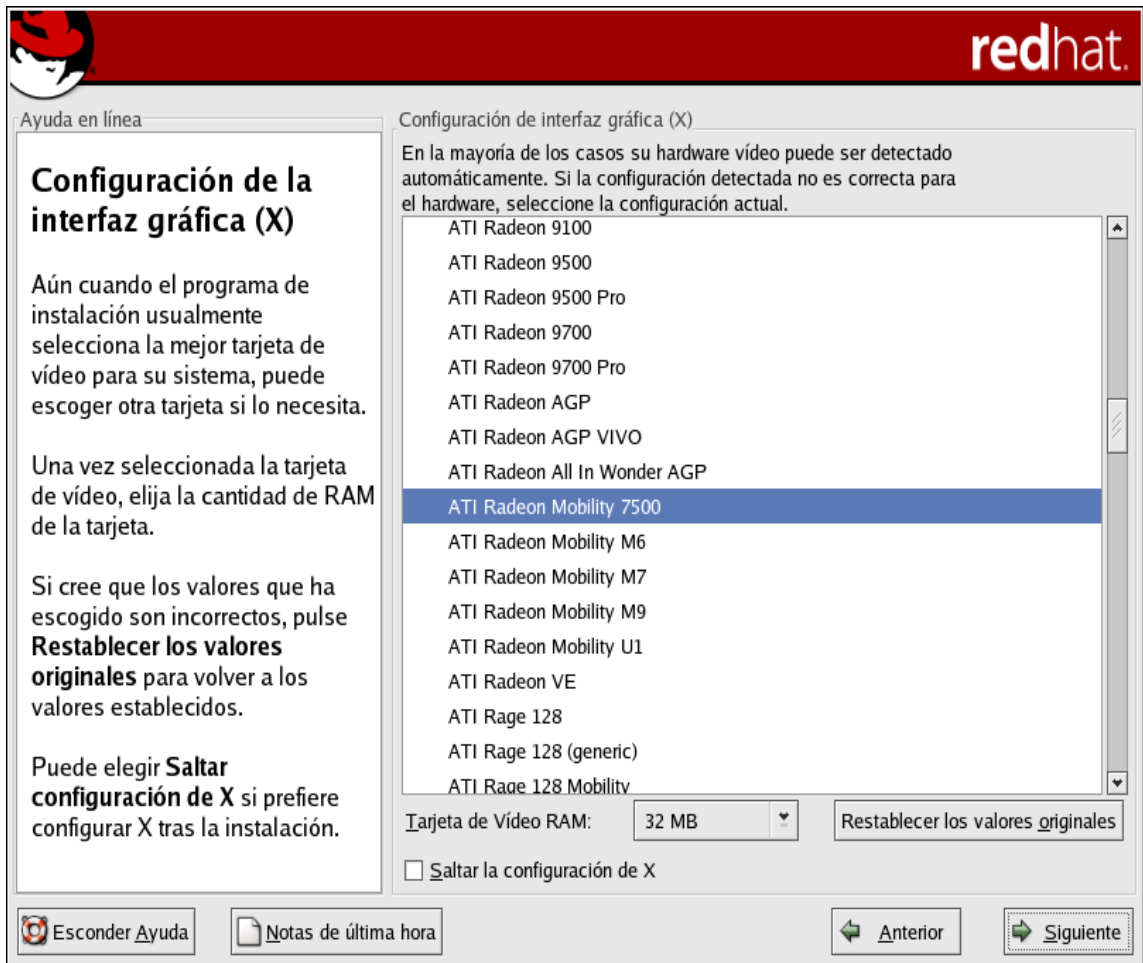 redhat.
Ayuda en línea
Configuración de la
interfaz gráfica (X)
Aún cuando el programa de
instalación usualmente
selecciona la mejor tarjeta de
vídeo para su sistema, puede
escoger otra tarjeta si lo necesita.
Una vez seleccionada la tarjeta
de vídeo, elija la cantidad de RAM
de la tarjeta.
Si cree que los valores que ha
escogido son incorrectos, pulse
Restablecer los valores
originales para volver a los
valores establecidos.
Puede elegir Saltar
configuración de X si prefiere
configurar X tras la instalación.
Configuración de interfaz gráfica (X)
En la mayoría de los casos su hardware vídeo puede ser detectado
automáticamente. Si la configuración detectada no es correcta para
el hardware, seleccione la configuración actual.
ATI Radeon 9100
ATI Radeon 9500
ATI Radeon 9500 Pro
ATI Radeon 9700
ATI Radeon 9700 Pro
ATI Radeon AGP
ATI Radeon AGP VIVO
ATI Radeon All In Wonder AGP
ATI Radeon Mobility 7500
ATI Radeon Mobility M6
ATI Radeon Mobility M7
ATI Radeon Mobility M9
ATI Radeon Mobility U1
ATI Radeon VE
ATI Rage 128
ATI Rage 128 (generic)
ATI Rage 128 Mobility
Tarjeta de Vídeo RAM: 32 MB Restablecer los valores originales
Saltar la configuración de X
Esconder Ayuda Notas de última hora Anterior Siguiente